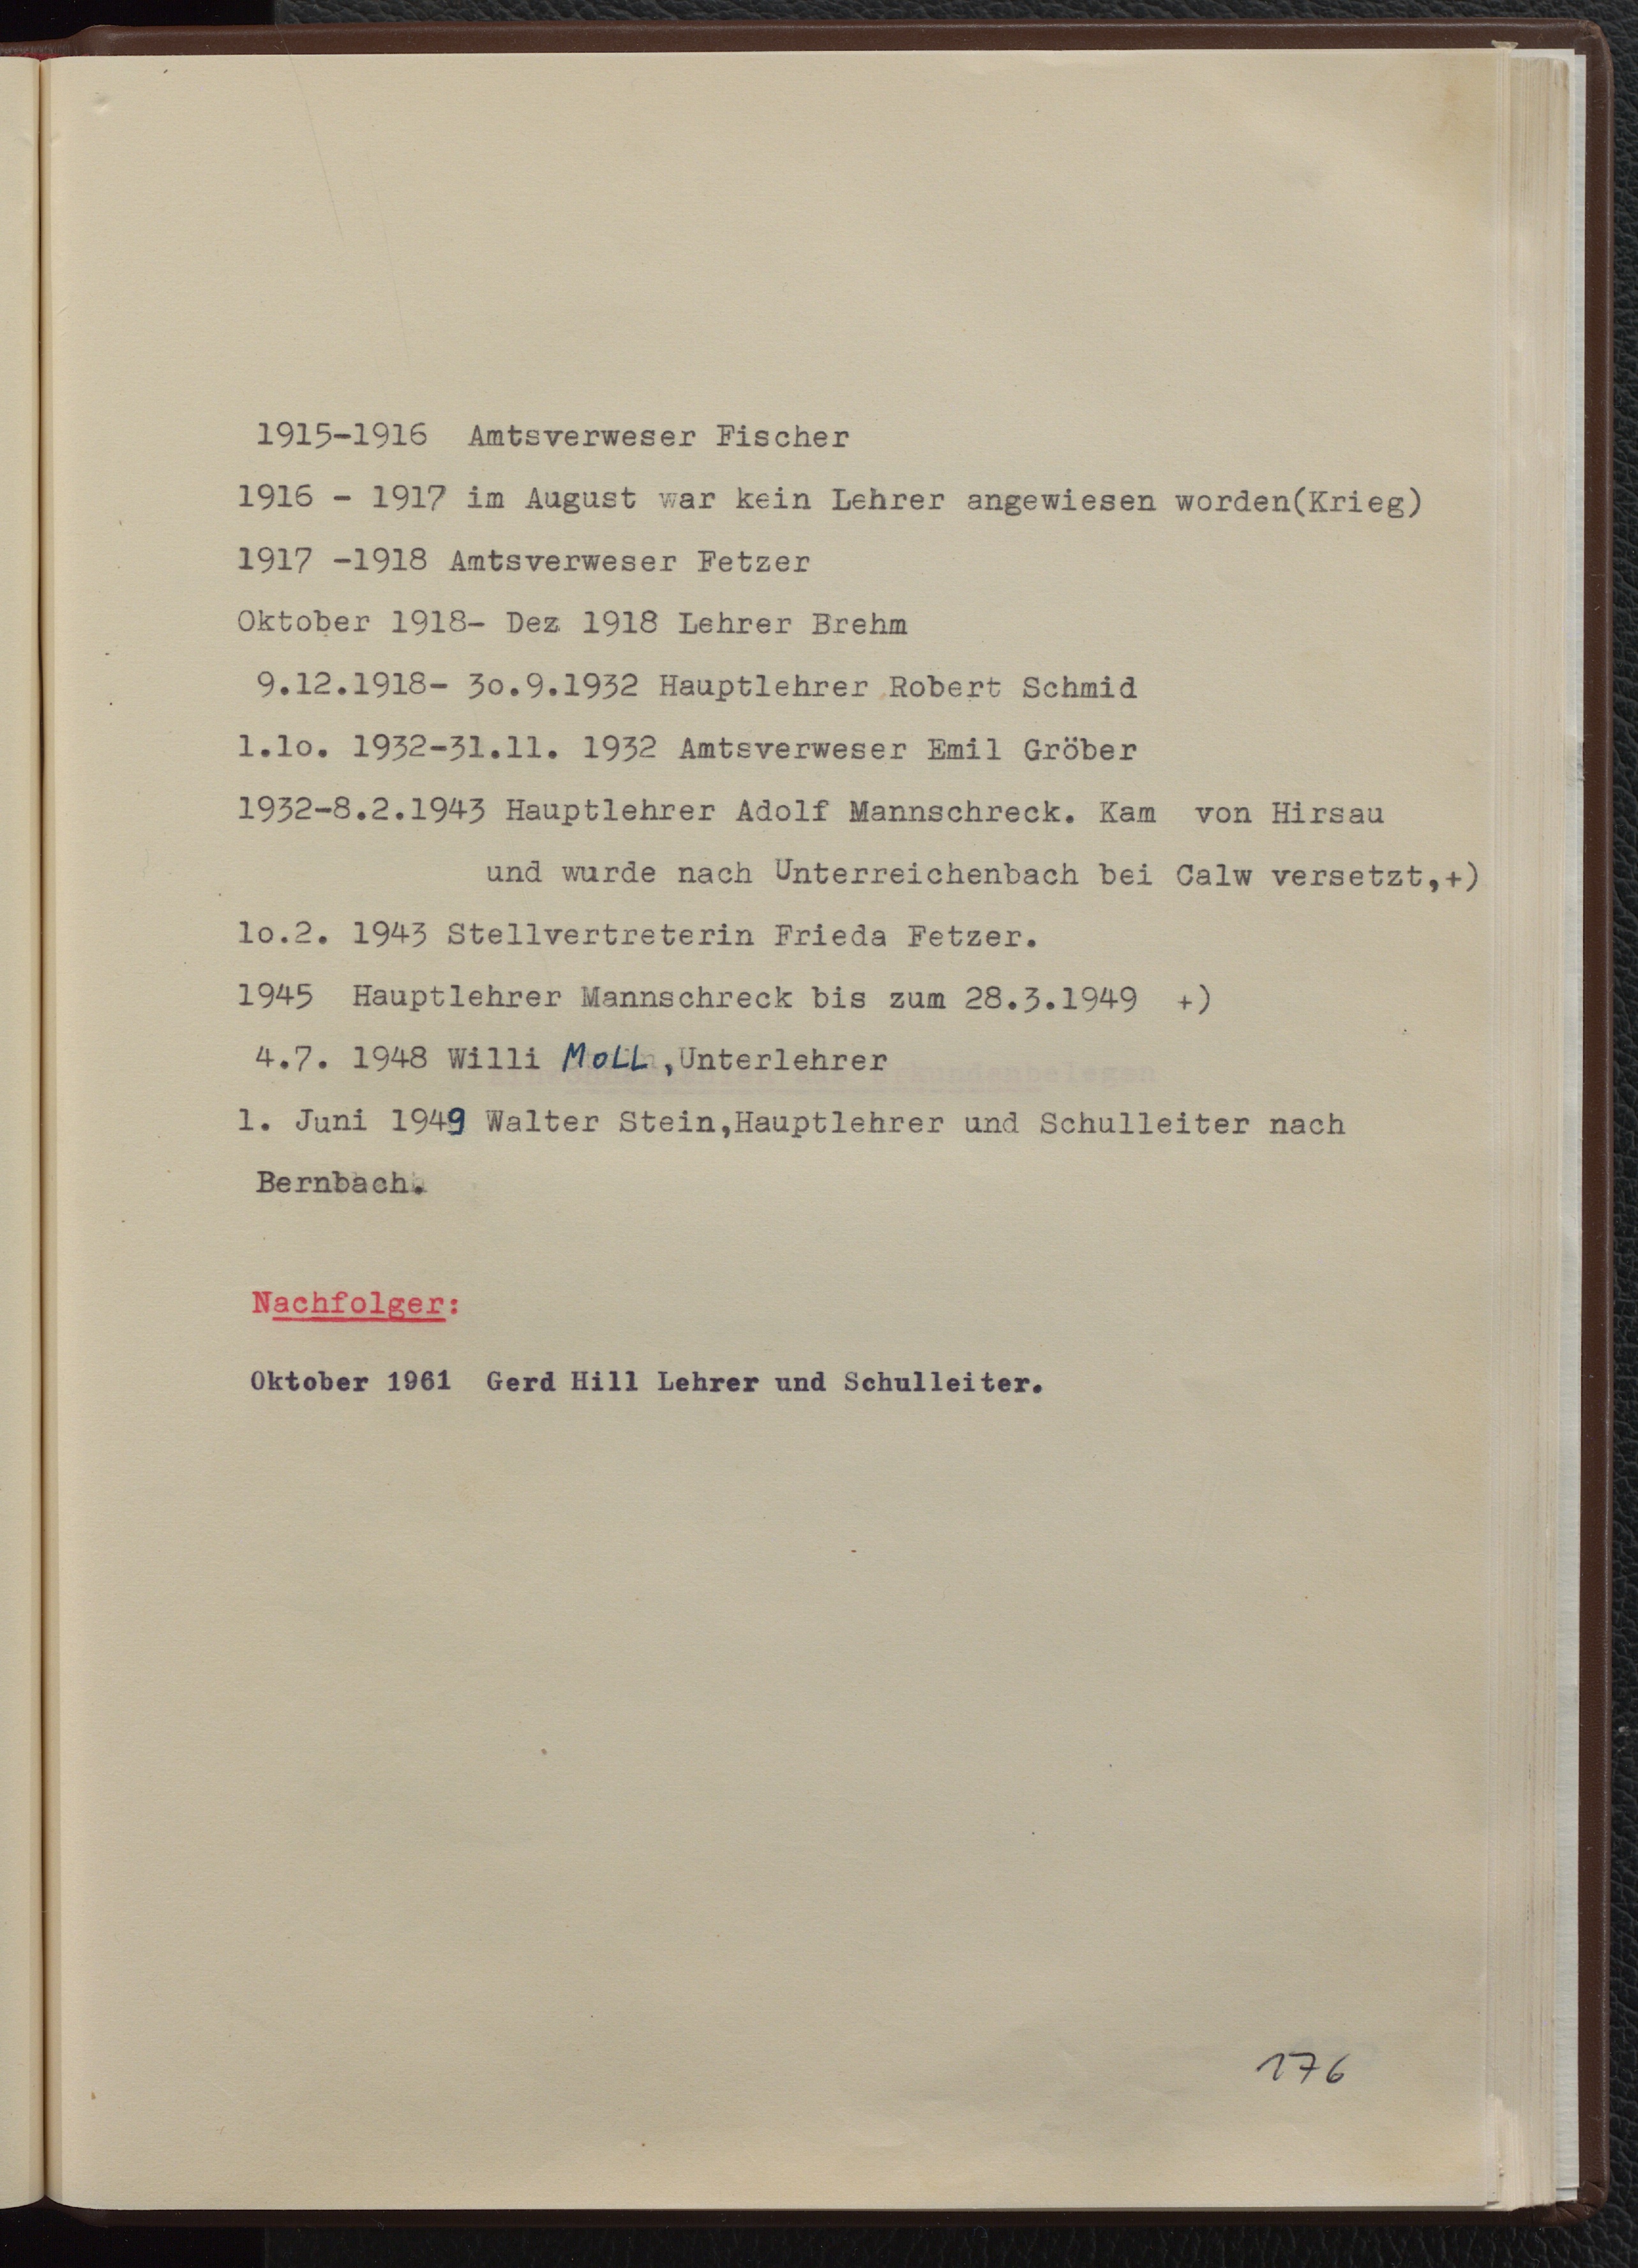 1915-1916 Amtsverweser Fischer
1916 - 1917 im August war kein Lehrer angewiesen worden(Krieg)
1917 -1918 Amtsverweser Fetzer
Oktober 1918- Dez 1918 Lehrer Brehm
9.12.1918- 3o.9.1932 Hauptlehrer Robert Schmid
1.1o. 1932-31.11. 1932 Amtsverweser Emil Gröber
1932-8.2.1943 Hauptlehrer Adolf Mannschreck. Kam von Hirsau
und wurde nach Unterreichenbach bei Calw versetzt,+)
1o.2. 1943 Stellvertreterin Frieda Fetzer.
1945 Hauptlehrer Mannschreck bis zum 28.3.1949 +)
4.7. 1948 Willi MOLL,Unterlehrer
1. Juni 1949 Walter Stein,Hauptlehrer und Schulleiter nach
Bernbach.
Nachfolger:
Oktober 1961 Gerd Hill Lehrer und Schulleiter.
176